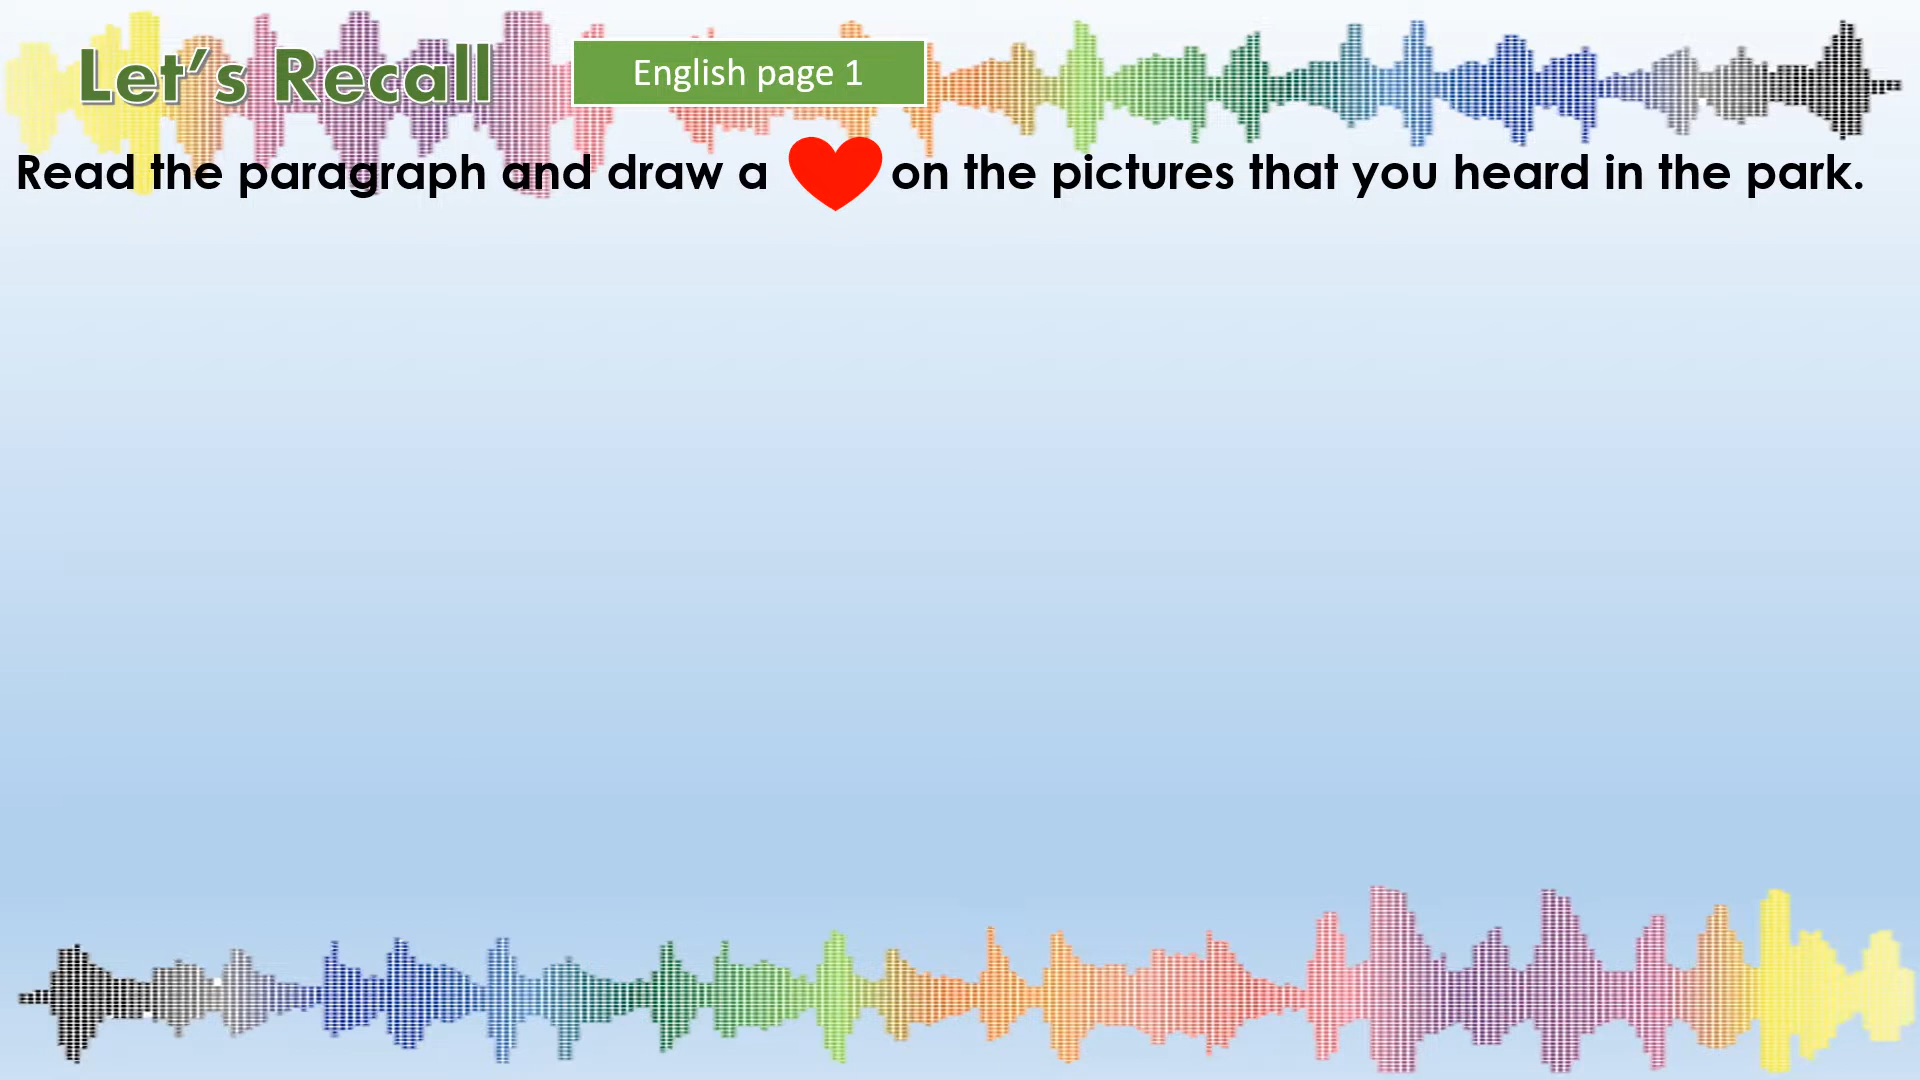 Let's Recall
English page 1
Read the paragraph and draw a on the pictures that you heard in the park.